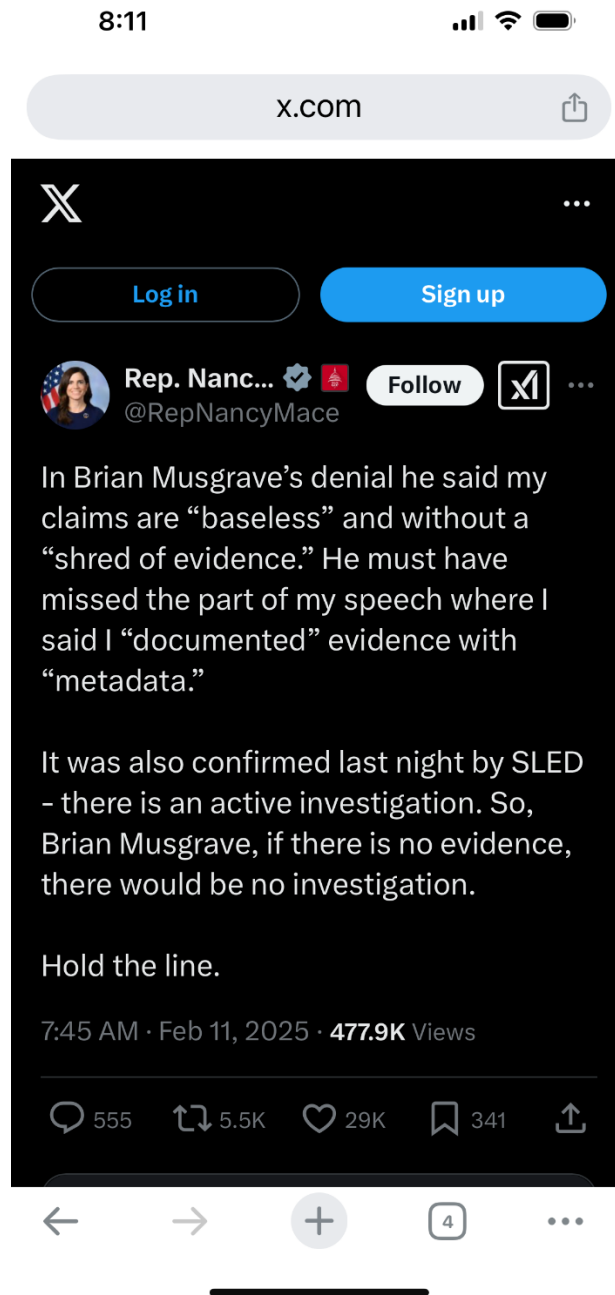 8:11
x.com
Log in
Sign up
Rep. Nanc...
Follow
@RepNancyMace
In Brian Musgrave’s denial he said my
claims are “baseless” and without a
“shred of evidence.” He must have
missed the part of my speech where I
said I “documented” evidence with
“metadata.”
It was also confirmed last night by SLED
- there is an active investigation. So,
Brian Musgrave, if there is no evidence,
there would be no investigation.
Hold the line.
7:45 AM · Feb 11, 2025 · 477.9K Views
555
5.5K
29K
341
4